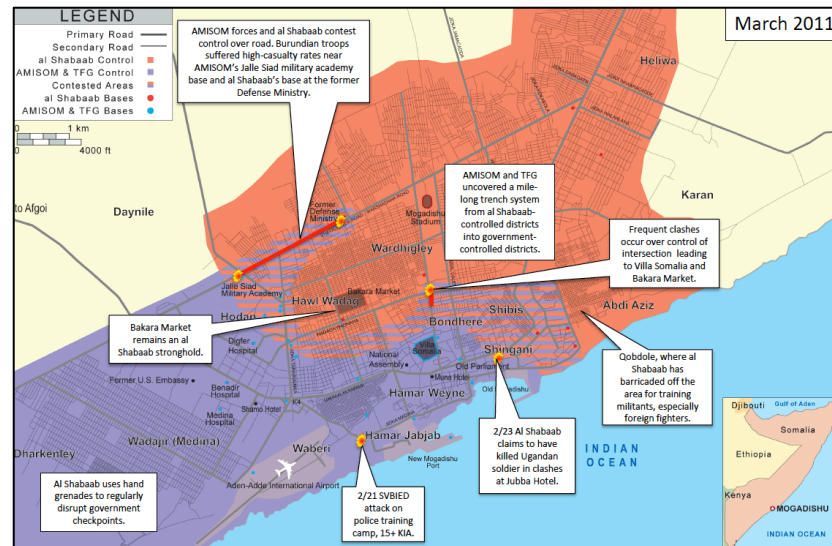 LEGEND
Primary Road
Secondary Road
al Shabaab Control
AMISOM & TFG Control
Contested Areas
al Shabaab Bases
AMISOM & TFG Bases
0 1 km
0 4000 ft
March 2011
AMISOM forces and al Shabaab contest
control over road. Burundian troops
suffered high-casualty rates near
AMISOM's Jalle Siad military academy
base and al Shabaab's base at the former
Defense Ministry.
Heliwa
AMISOM and TFG
uncovered a mile-
long trench system
from al Shabaab-
controlled districts
into government-
controlled districts.
Karan
to Afgoi
Daynile
Former
Defense
Ministry
Mogadishu
Stadium
Frequent clashes
occur over control of
intersection leading
to Villa Somalia and
Bakara Market.
Wardhigley
Jalle Siad
Military Academy
Bakara Market
Hawl Wadag
Hodan
Shibis
Abdi Aziz
Bondhere
Bakara Market
remains an al
Shabaab stronghold.
Digfer
Hospital
Villa
Somalia
Shingani
National
Assembly
Old Parliament
Qobdole, where al
Shabaab has
barricaded off the
area for training
militants, especially
foreign fighters.
Former U.S. Embassy
Muna Hotel
Benadir
Hospital
Hamar Weyne
Old Mogadishu
Shamo Hotel
K4
Medina
Hospital
Djibouti
Gulf of Aden
Somalia
Ethiopia
Kenya
MOGADISHU
INDIAN OCEAN
Dharkenley
Wadajir (Medina)
Hamar Jabjab
Waberi
2/23 Al Shabaab
claims to have
killed Ugandan
soldier in clashes
at Jubba Hotel.
INDIAN
OCEAN
New Mogadishu
Port
Aden-Adde International Airport
Al Shabaab uses hand
grenades to regularly
disrupt government
checkpoints.
2/21 SVBIED
attack on
police training
camp, 15+ KIA.